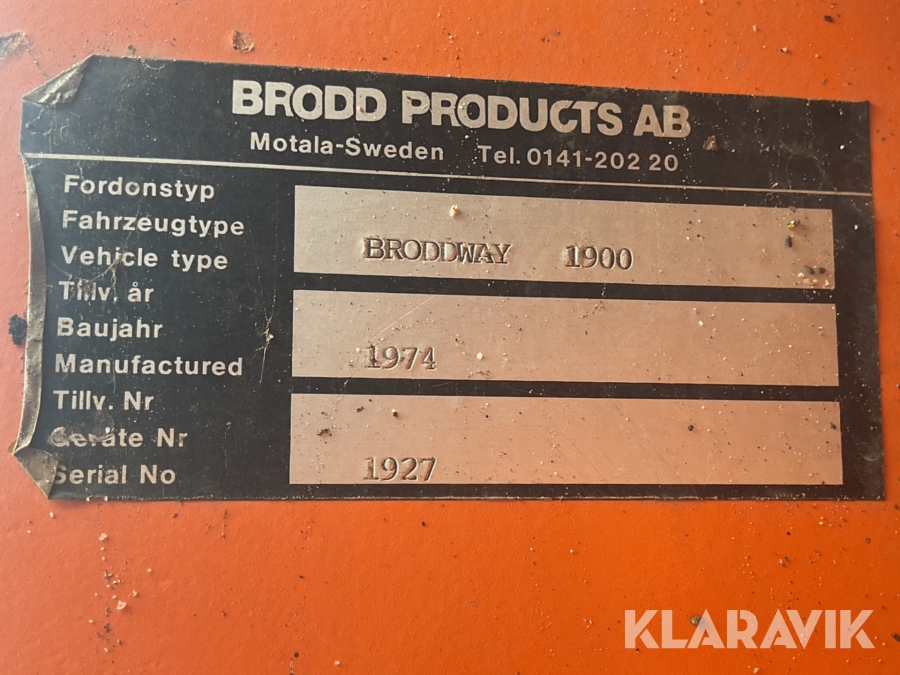 BRODD PRODUCTS AB
Motala-Sweden Tel. 0141-202 20
Fordonstyp
Fahrzeugtype
Vehicle type
BRODDWAY 1900
Tillv. år
Baujahr
Manufactured
1974
Tillv. Nr
Geräte Nr
Serial No
1927
KLARAVIK